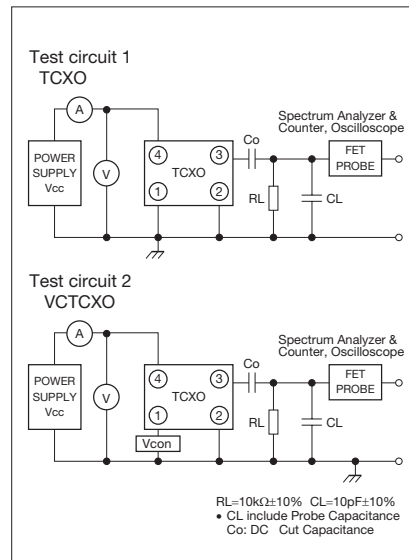 Test circuit 1
TCXO
A
Spectrum Analyzer &
Counter, Oscilloscope
Co
POWER
SUPPLY
Vcc
V
4
3
TCXO
1
2
RL
CL
FET
PROBE
Test circuit 2
VCTCXO
A
Spectrum Analyzer &
Counter, Oscilloscope
Co
POWER
SUPPLY
Vcc
V
4
3
TCXO
1
2
Vcon
RL
CL
FET
PROBE
RL=10kΩ±10% CL=10pF±10%
• CL include Probe Capacitance
Co: DC Cut Capacitance